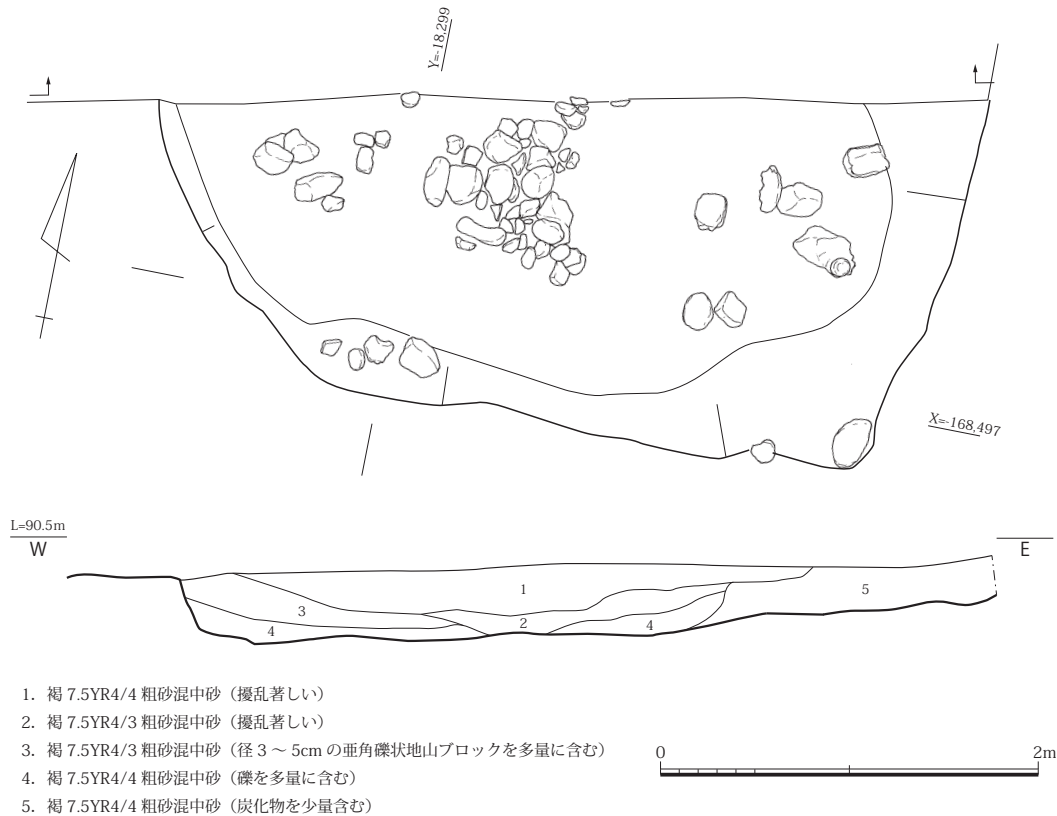 Y=-18,299
X=-168,497
L=90.5m
W
E
1
2
3
4
4
5
1. 褐 7.5YR4/4 粗砂混中砂（擾乱著しい）
2. 褐 7.5YR4/3 粗砂混中砂（擾乱著しい）
3. 褐 7.5YR4/3 粗砂混中砂（径 3 ～ 5cm の亜角礫状地山ブロックを多量に含む）
4. 褐 7.5YR4/4 粗砂混中砂（礫を多量に含む）
5. 褐 7.5YR4/4 粗砂混中砂（炭化物を少量含む）
0
2m